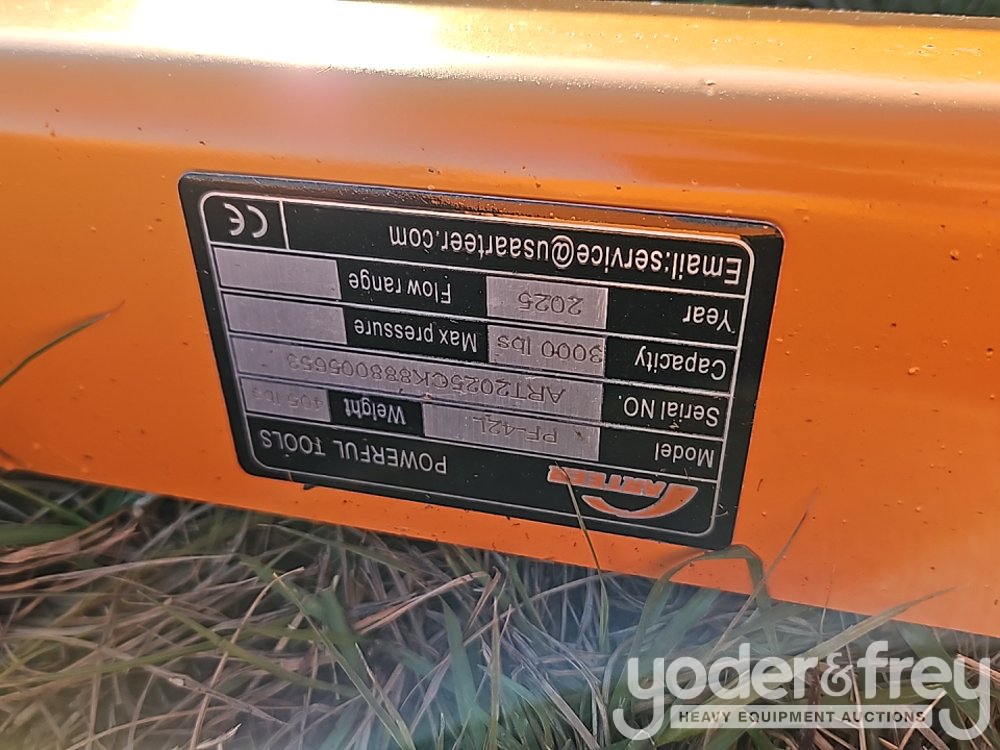 ARTEER POWERFUL TOOLS
Model PF-42L Weight 405 lbs
Serial NO. ART2025CK888005653
Capacity 3000 lbs Max pressure
Year 2025 Flow range
Email:service@usaarteer.com CE
yoder&frey
HEAVY EQUIPMENT AUCTIONS